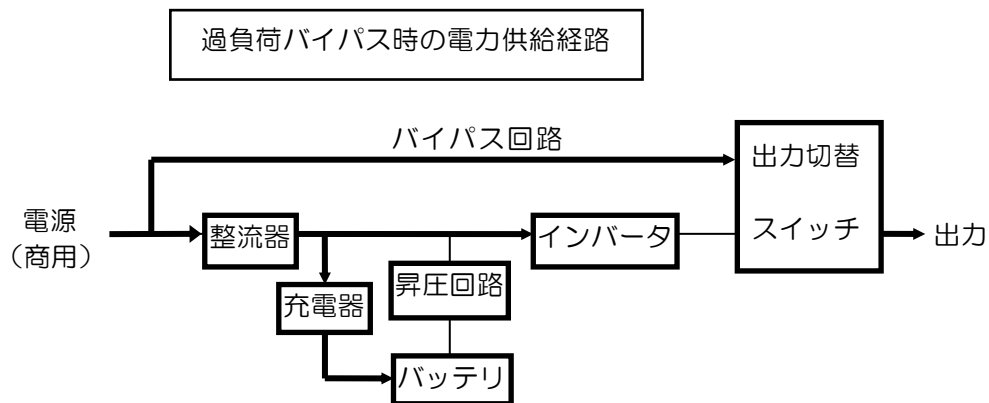 過負荷バイパス時の電力供給経路
バイパス回路
出力切替
スイッチ
電源
（商用）
整流器
インバータ
出力
昇圧回路
充電器
バッテリ